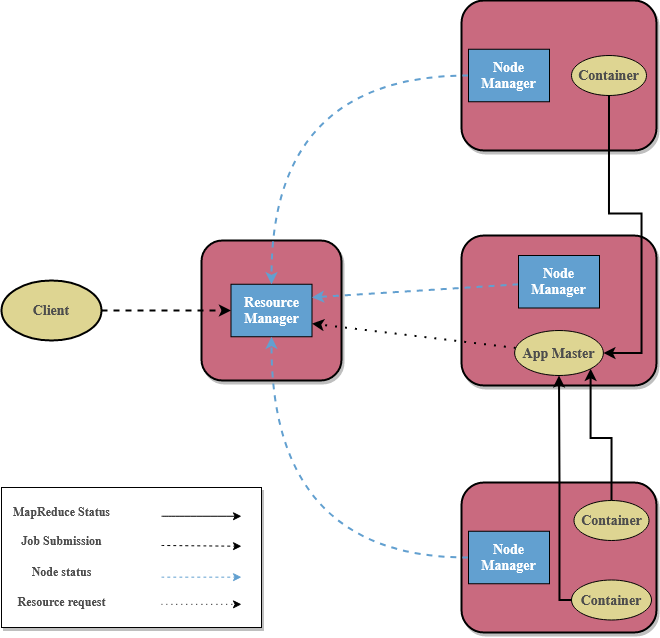 Node
Manager
Container
Node
Manager
Client
Resource
Manager
App Master
MapReduce Status
Job Submission
Node status
Resource request
Container
Node
Manager
Container